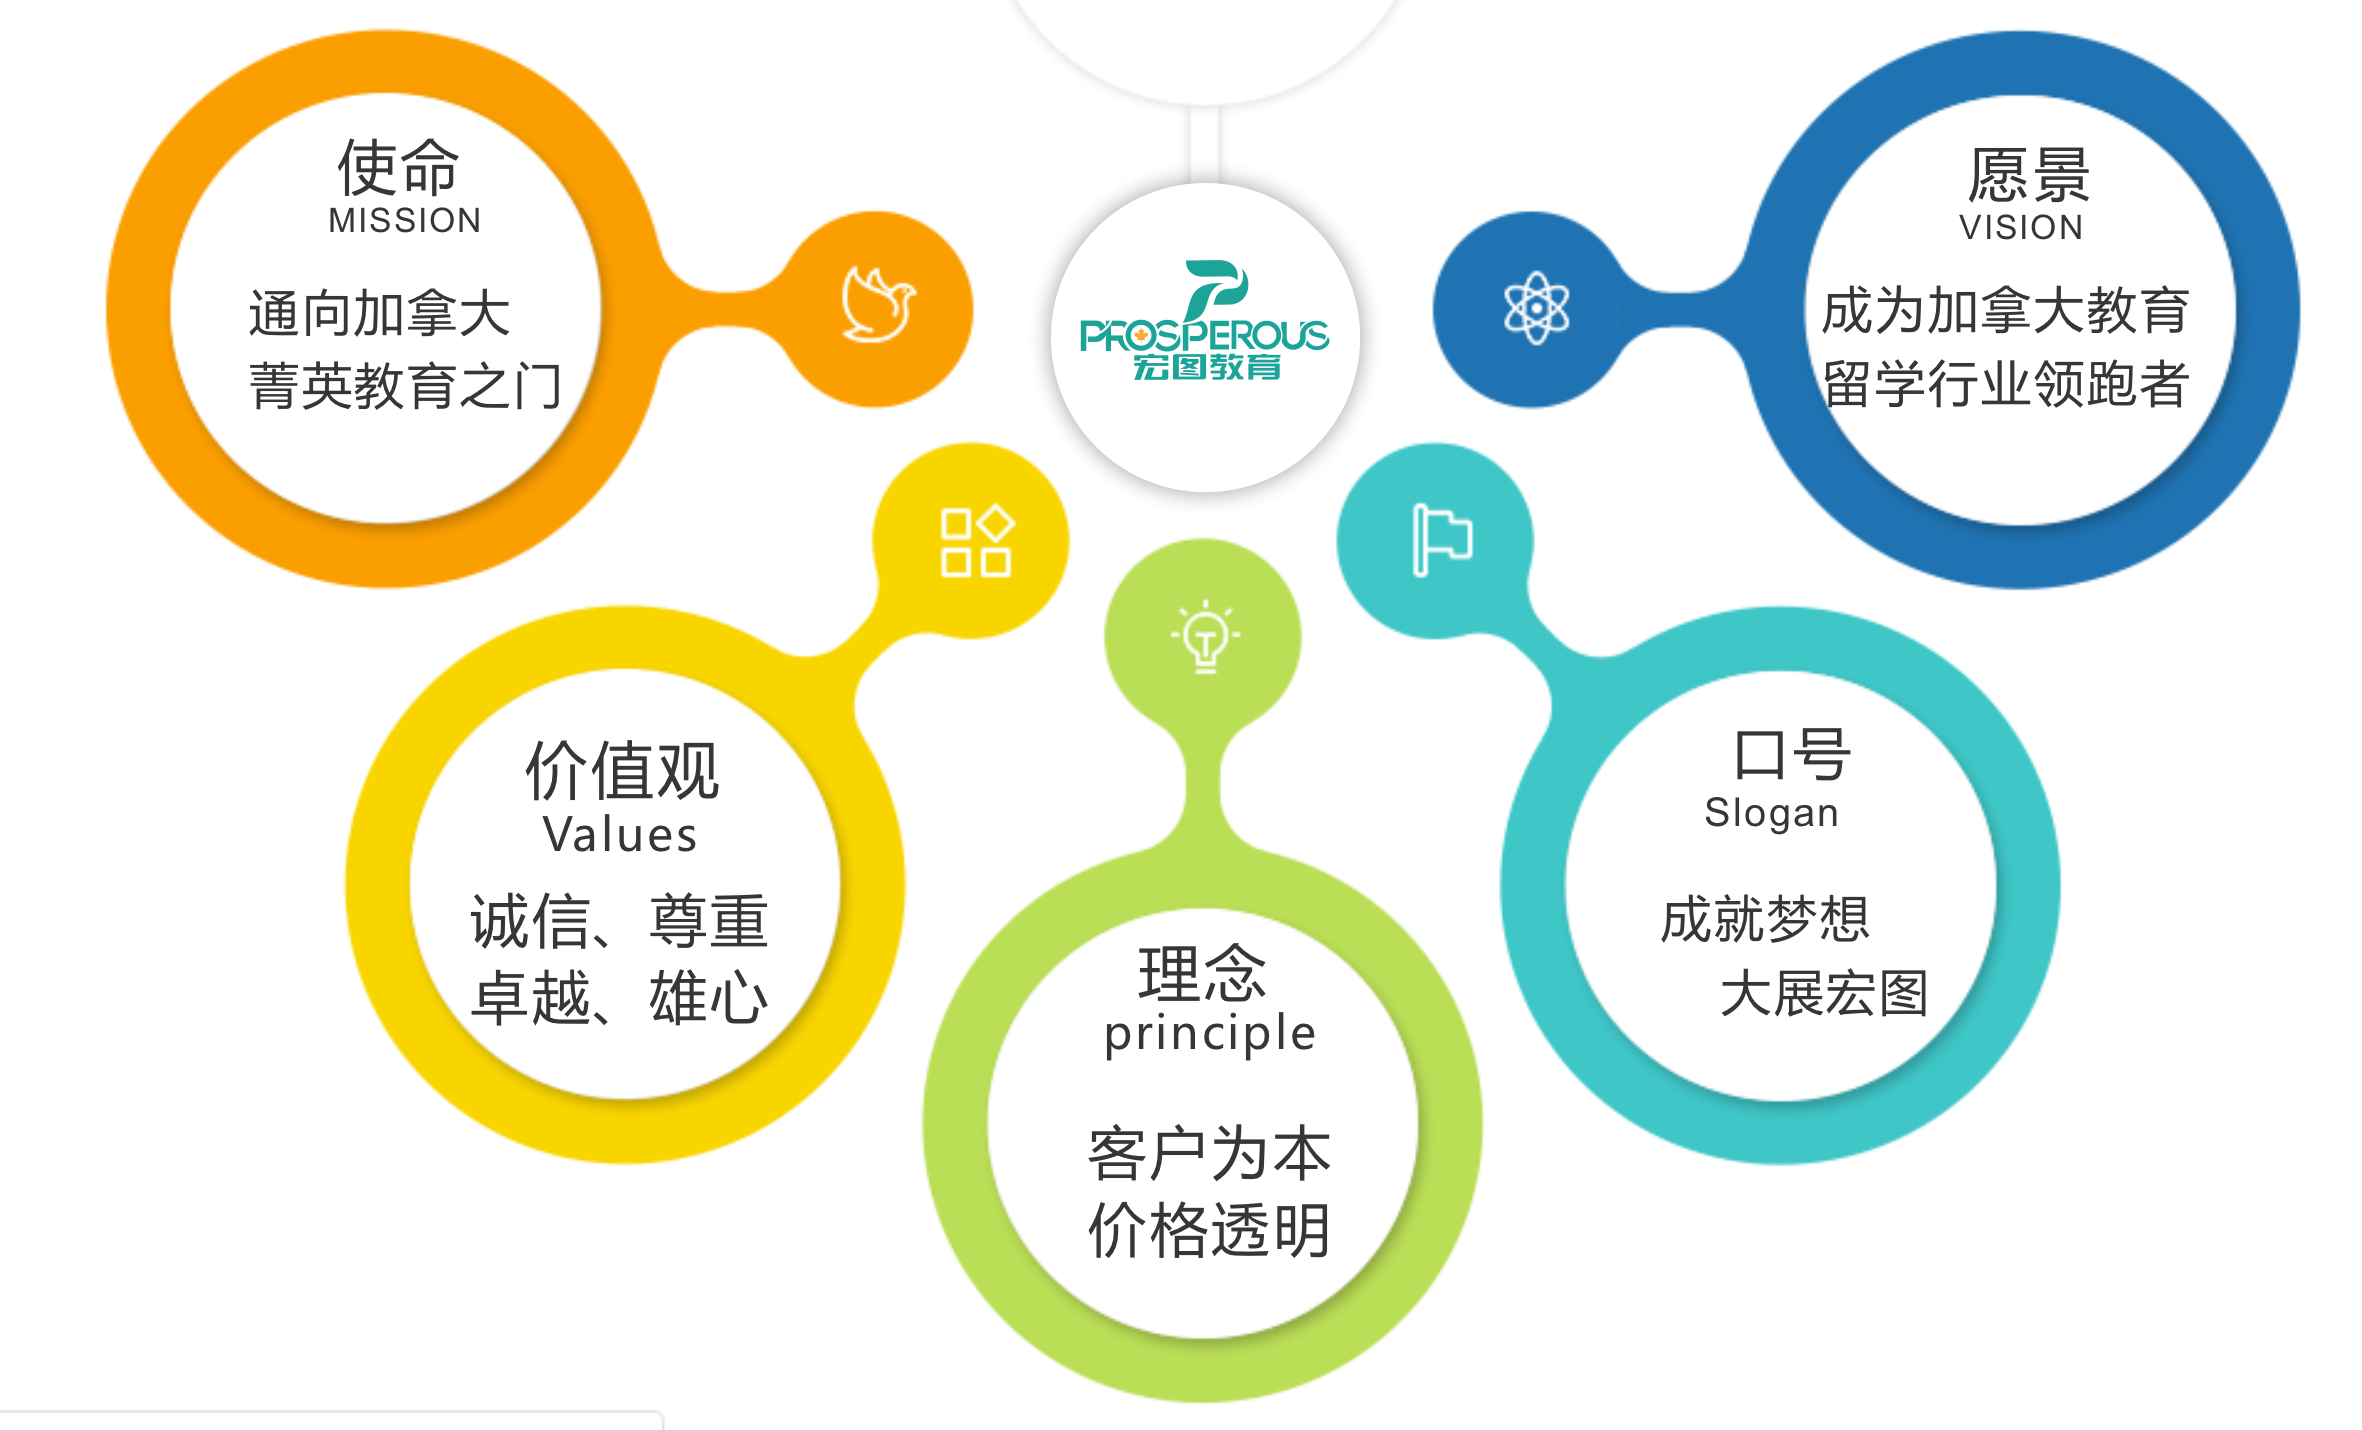 使命
MISSION
通向加拿大
菁英教育之门
PROSPEROUS
宏图教育
愿景
VISION
成为加拿大教育
留学行业领跑者
价值观
Values
诚信、尊重
卓越、雄心
理念
principle
客户为本
价格透明
口号
Slogan
成就梦想
大展宏图